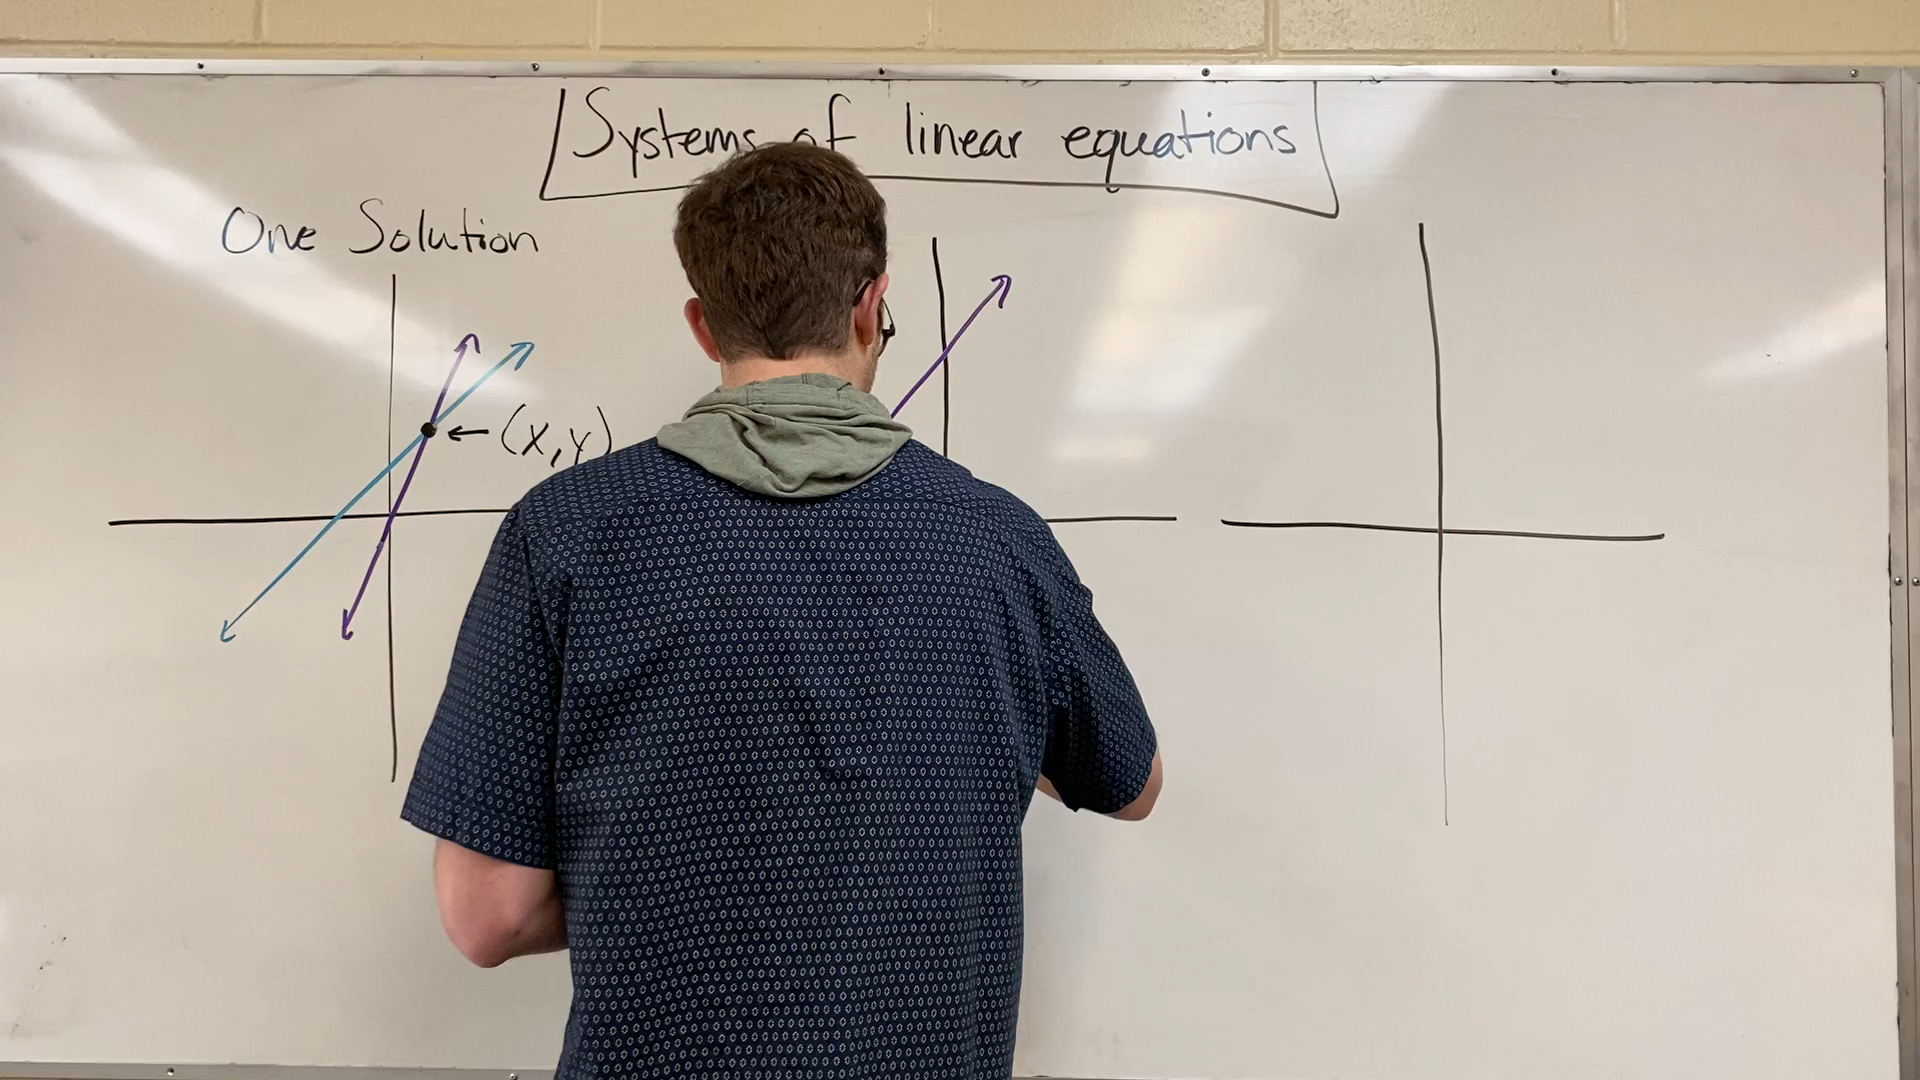 Systems of linear equations
One Solution
(x,y)